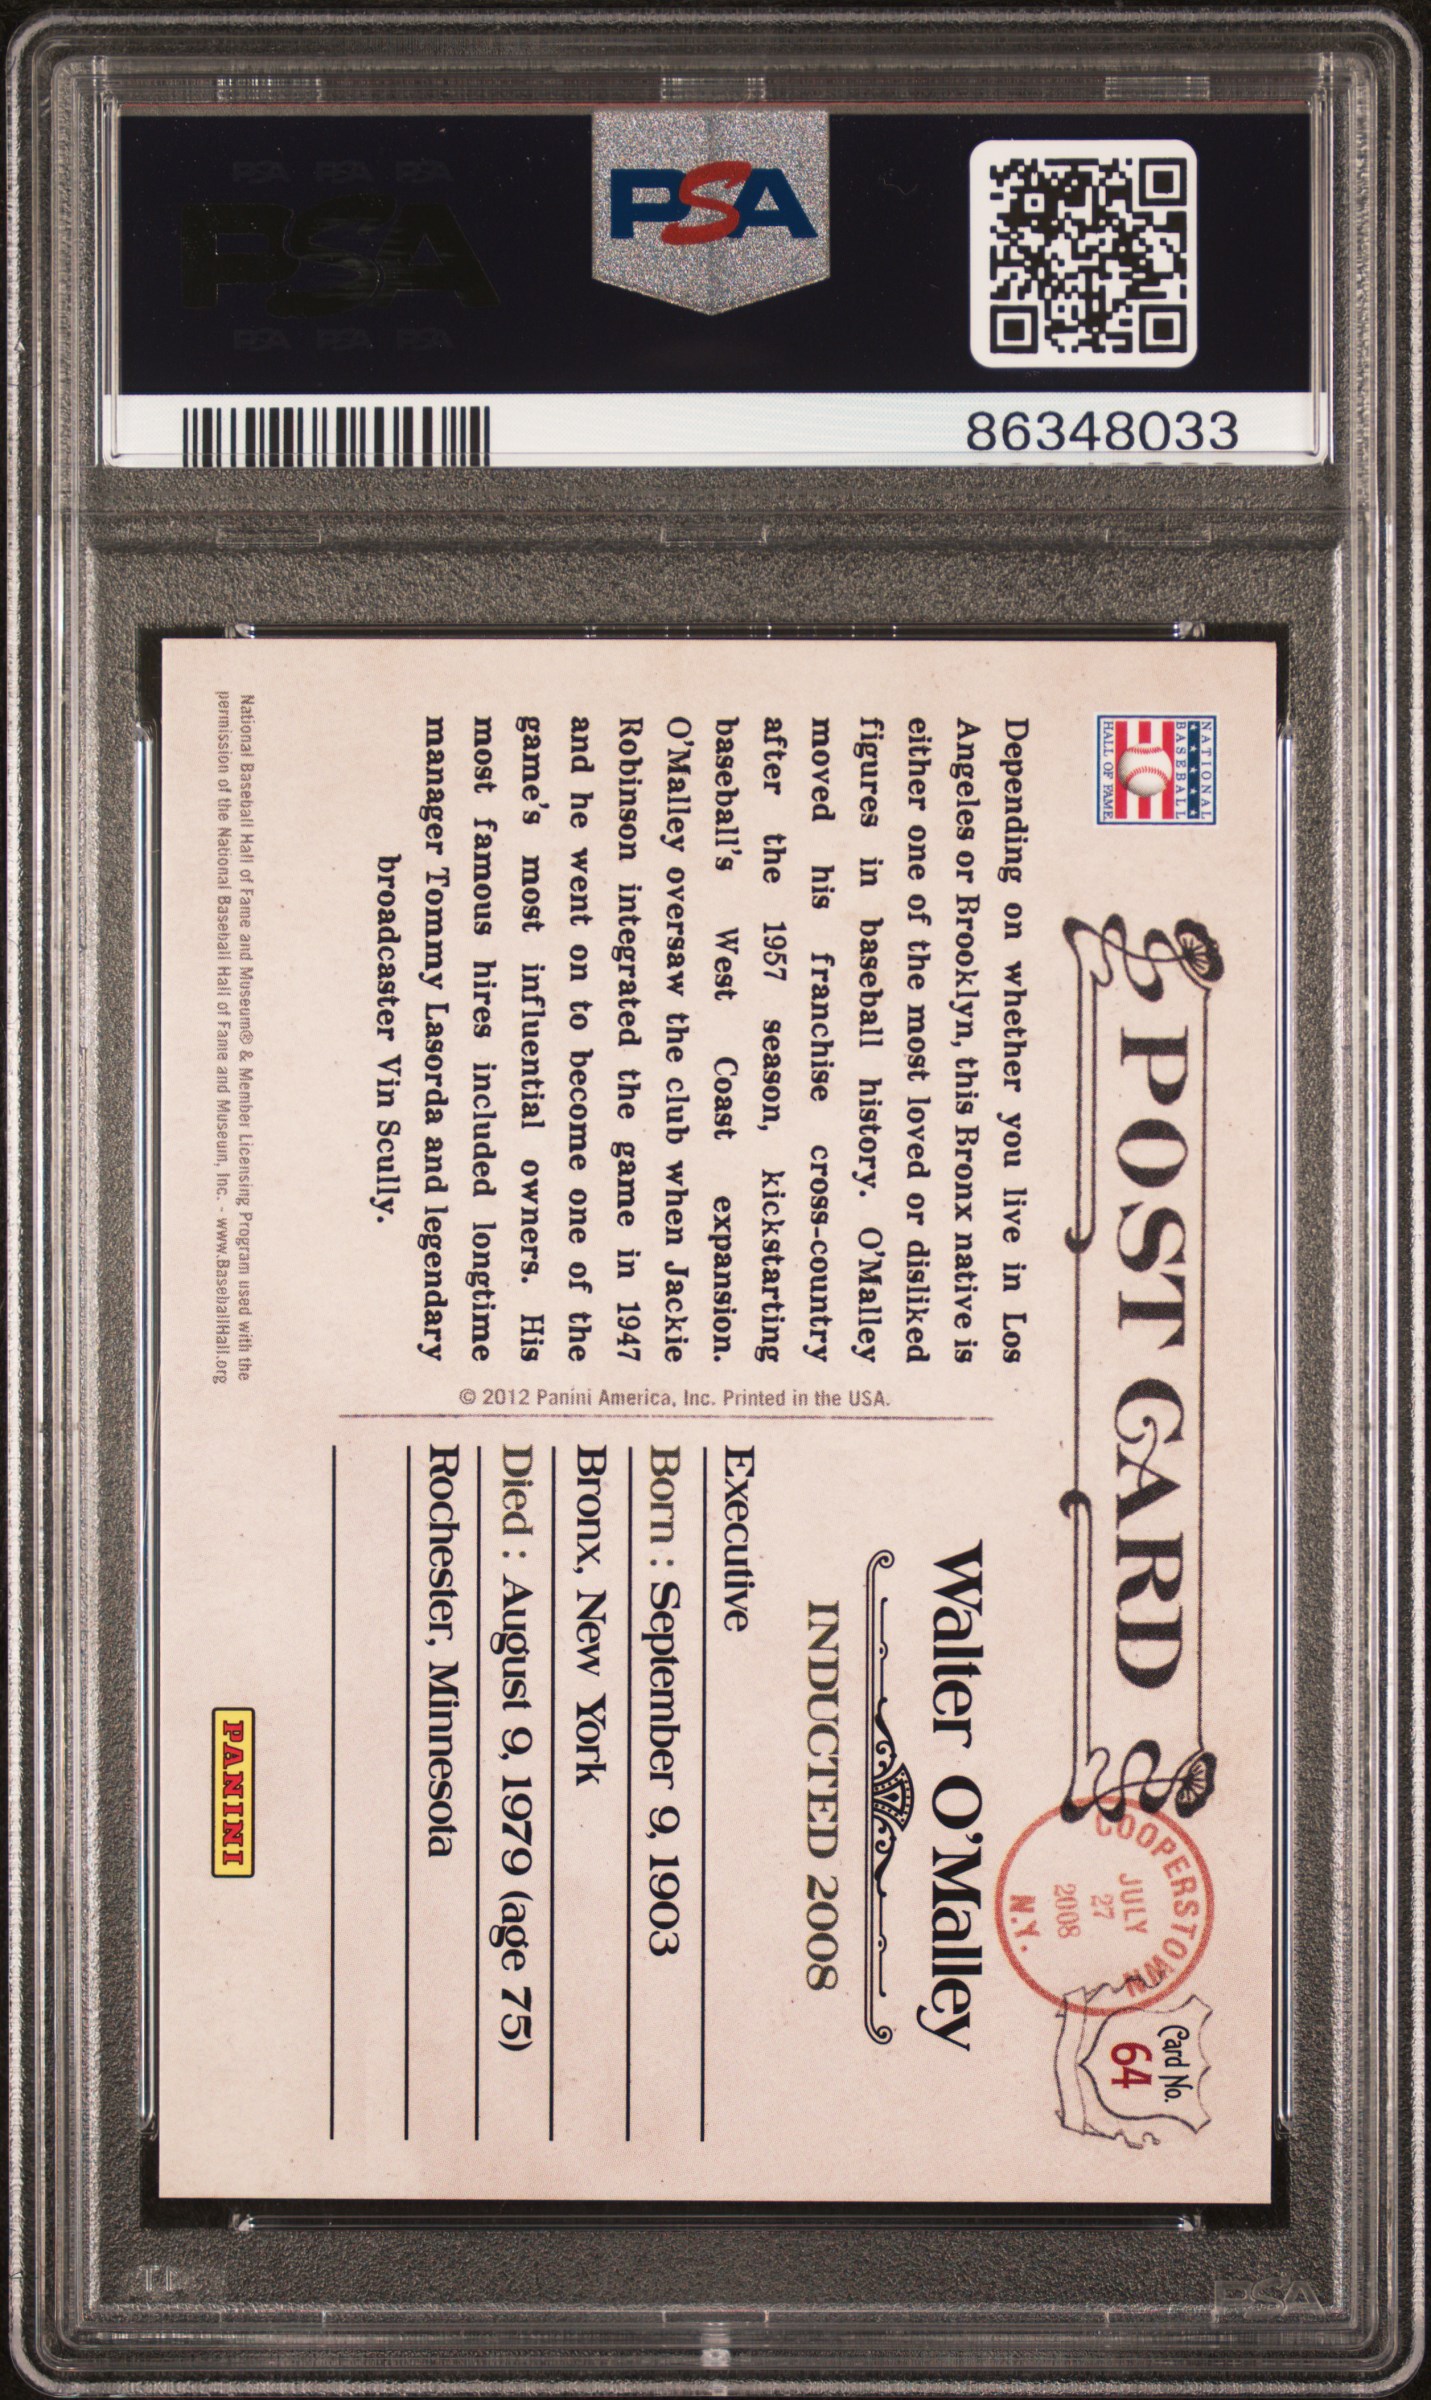 PSA
PSA PSA PSA
PSA
PSA PSA PSA
86348033
NATIONAL
BASEBALL
HALL OF FAME
POST CARD
COOPERSTOWN
JULY
27
2008
N.Y.
Card No.
64
Depending on whether you live in Los
Angeles or Brooklyn, this Bronx native is
either one of the most loved or disliked
figures in baseball history. O'Malley
moved his franchise cross-country
after the 1957 season, kickstarting
baseball's West Coast expansion.
O'Malley oversaw the club when Jackie
Robinson integrated the game in 1947
and he went on to become one of the
game's most influential owners. His
most famous hires included longtime
manager Tommy Lasorda and legendary
broadcaster Vin Scully.
© 2012 Panini America, Inc. Printed in the USA.
Walter O'Malley
INDUCTED 2008
Executive
Born : September 9, 1903
Bronx, New York
Died : August 9, 1979 (age 75)
Rochester, Minnesota
National Baseball Hall of Fame and Museum® & Member Licensing Program used with the
permission of the National Baseball Hall of Fame and Museum, Inc. - www.BaseballHall.org
PANINI
PSA